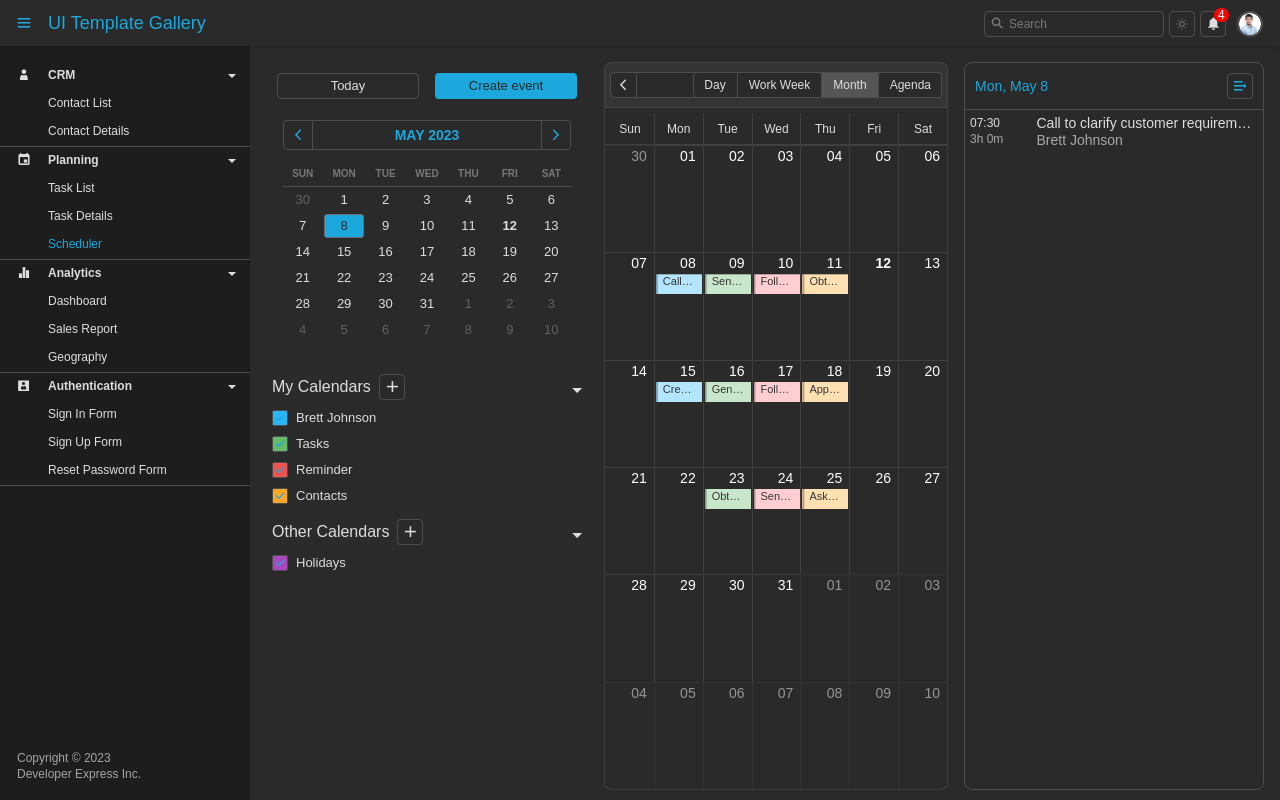 UI Template Gallery
Search
4
CRM
Contact List
Contact Details
Planning
Task List
Task Details
Scheduler
Analytics
Dashboard
Sales Report
Geography
Authentication
Sign In Form
Sign Up Form
Reset Password Form
Copyright © 2023
Developer Express Inc.
Today
Create event
MAY 2023
SUN MON TUE WED THU FRI SAT
30 1 2 3 4 5 6
7 8 9 10 11 12 13
14 15 16 17 18 19 20
21 22 23 24 25 26 27
28 29 30 31 1 2 3
4 5 6 7 8 9 10
My Calendars
Brett Johnson
Tasks
Reminder
Contacts
Other Calendars
Holidays
Day Work Week Month Agenda
Sun Mon Tue Wed Thu Fri Sat
30 01 02 03 04 05 06
07 08 09 10 11 12 13
Call… Sen… Foll… Obt…
14 15 16 17 18 19 20
Cre… Gen… Foll… App…
21 22 23 24 25 26 27
Obt… Sen… Ask…
28 29 30 31 01 02 03
04 05 06 07 08 09 10
Mon, May 8
07:30 Call to clarify customer requirem…
3h 0m Brett Johnson